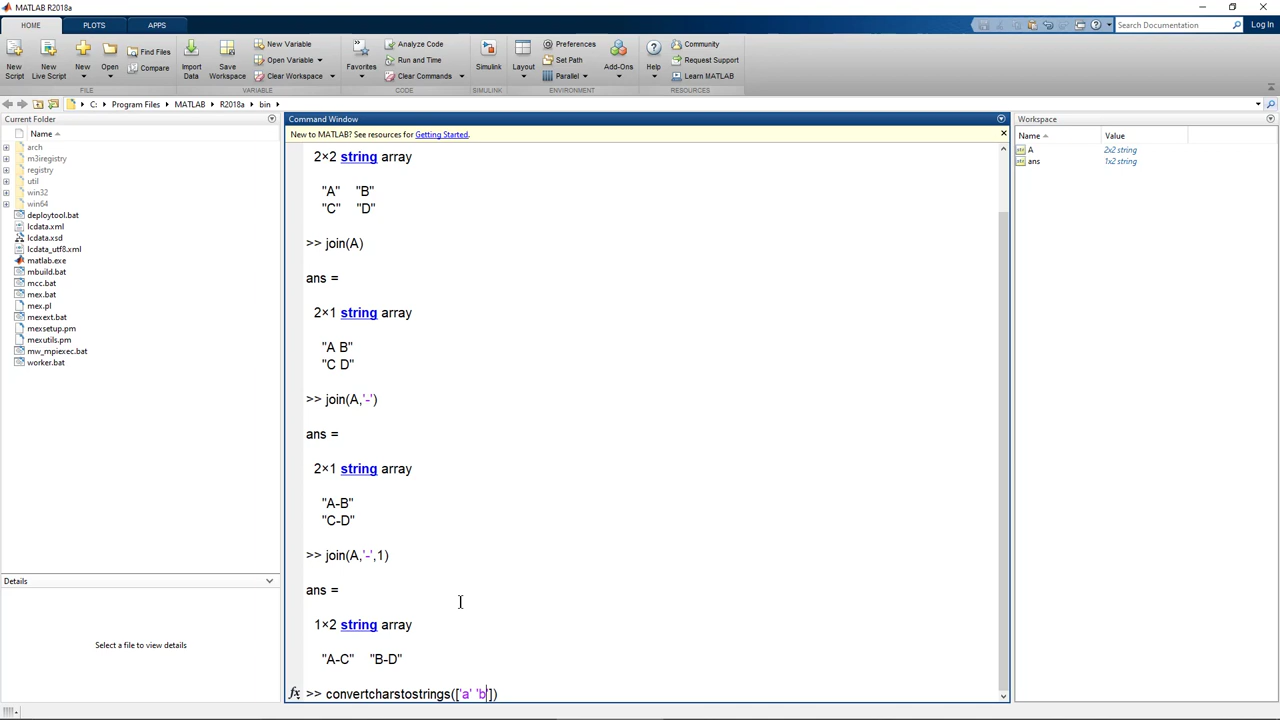 MATLAB R2018a
HOME PLOTS APPS
Search Documentation Log In
New Script
New Live Script
New
Open
Find Files
Compare
Import Data
Save Workspace
New Variable
Open Variable
Clear Workspace
Favorites
Analyze Code
Run and Time
Clear Commands
Simulink
Layout
Preferences
Set Path
Parallel
Add-Ons
Help
Community
Request Support
Learn MATLAB
FILE VARIABLE CODE SIMULINK ENVIRONMENT RESOURCES
C: Program Files MATLAB R2018a bin
Current Folder
Name
arch
m3iregistry
registry
util
win32
win64
deploytool.bat
lcdata.xml
lcdata.xsd
lcdata_utf8.xml
matlab.exe
mbuild.bat
mcc.bat
mex.bat
mex.pl
mexext.bat
mexsetup.pm
mexutils.pm
mw_mpiexec.bat
worker.bat
Details
Select a file to view details
Command Window
New to MATLAB? See resources for Getting Started.
2×2 string array
"A" "B"
"C" "D"
>> join(A)
ans =
2×1 string array
"A B"
"C D"
>> join(A,'-')
ans =
2×1 string array
"A-B"
"C-D"
>> join(A,'-',1)
ans =
1×2 string array
"A-C" "B-D"
fx >> convertcharstostrings(['a' 'b'])
Workspace
Name Value
A 2x2 string
ans 1x2 string